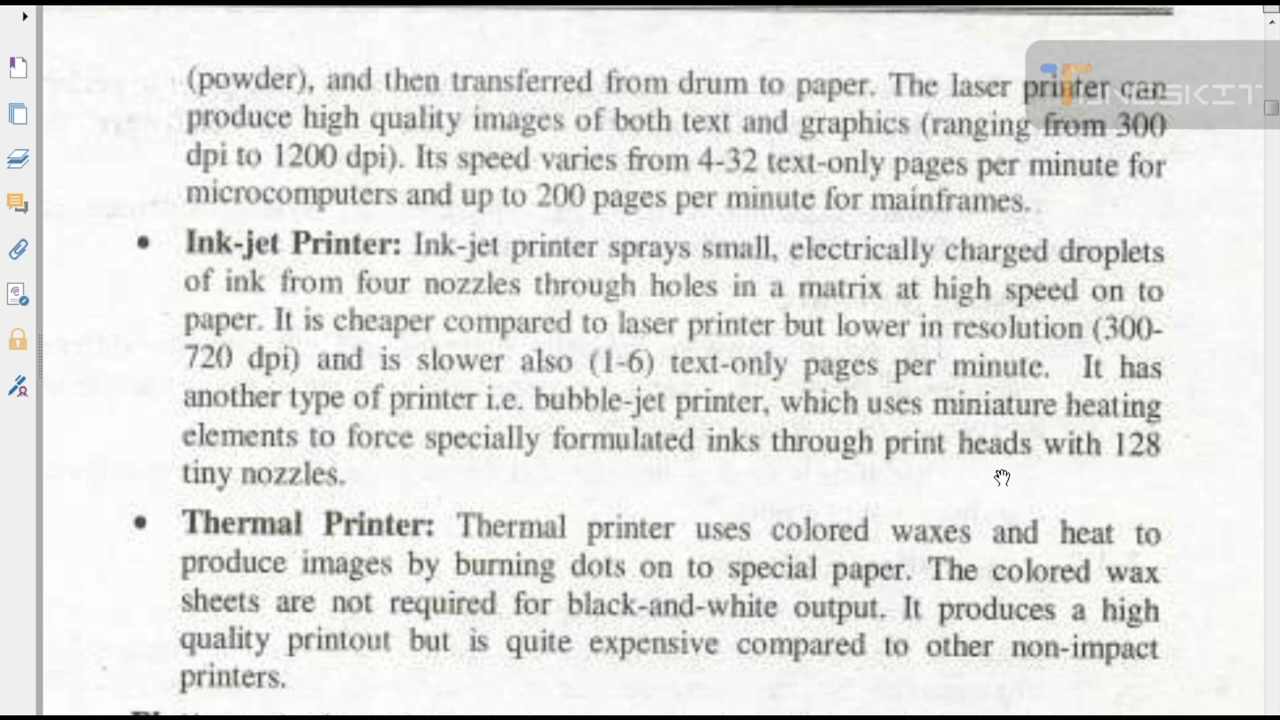 (powder), and then transferred from drum to paper. The laser printer can
produce high quality images of both text and graphics (ranging from 300
dpi to 1200 dpi). Its speed varies from 4-32 text-only pages per minute for
microcomputers and up to 200 pages per minute for mainframes.
• Ink-jet Printer: Ink-jet printer sprays small, electrically charged droplets
of ink from four nozzles through holes in a matrix at high speed on to
paper. It is cheaper compared to laser printer but lower in resolution (300-
720 dpi) and is slower also (1-6) text-only pages per minute. It has
another type of printer i.e. bubble-jet printer, which uses miniature heating
elements to force specially formulated inks through print heads with 128
tiny nozzles.
• Thermal Printer: Thermal printer uses colored waxes and heat to
produce images by burning dots on to special paper. The colored wax
sheets are not required for black-and-white output. It produces a high
quality printout but is quite expensive compared to other non-impact
printers.